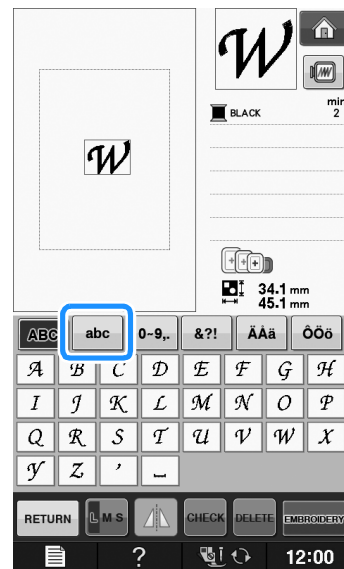 W
W
BLACK
min
2
34.1 mm
45.1 mm
ABC abc 0~9,. &?! ÄÅä ÔÖö
A B C D E F G H
I J K L M N O P
Q R S T U V W X
Y Z ’ _
RETURN L M S CHECK DELETE EMBROIDERY
? 12:00